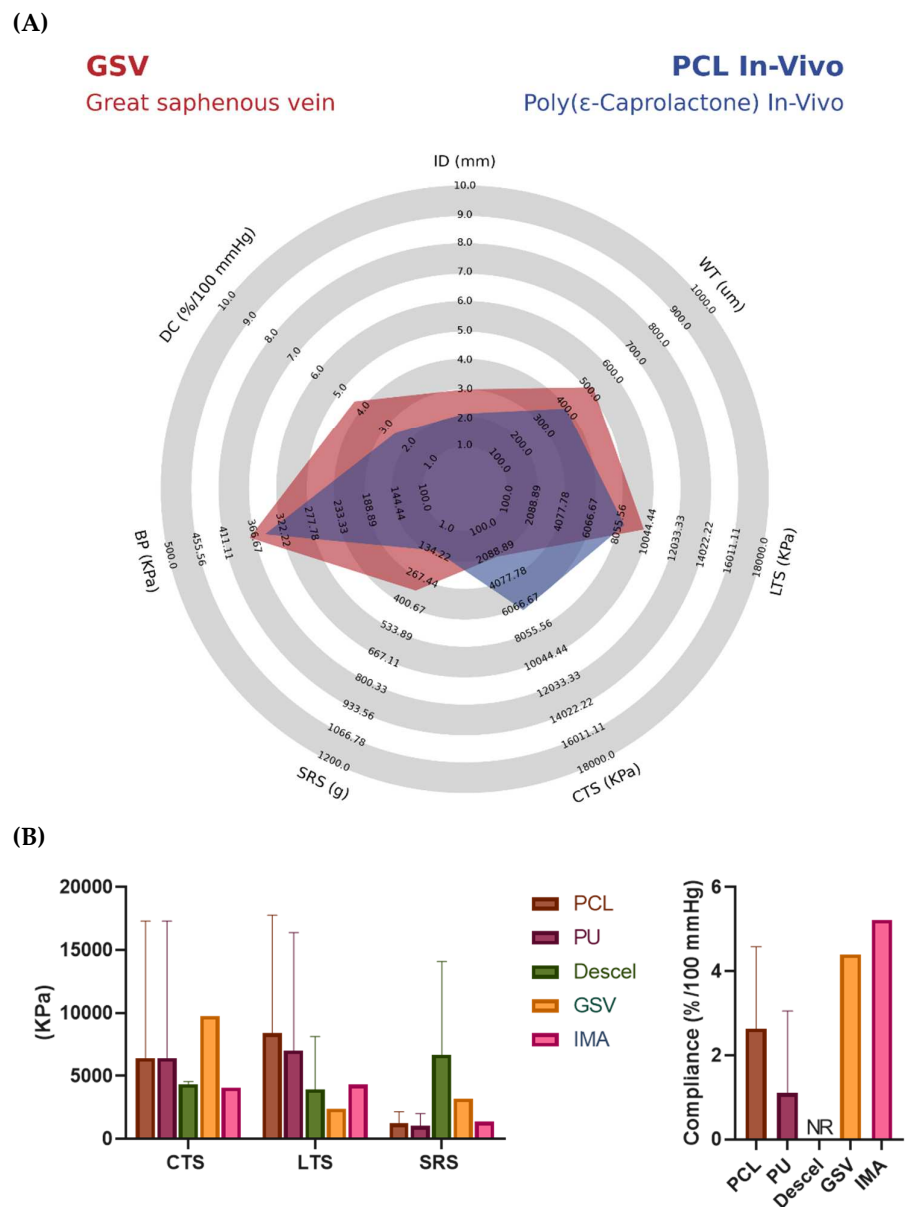 (A)
GSV
Great saphenous vein
PCL In-Vivo
Poly(ε-Caprolactone) In-Vivo
ID (mm)
10.0
9.0
8.0
7.0
6.0
5.0
4.0
3.0
2.0
1.0
WT (um)
1000.0
900.0
800.0
700.0
600.0
500.0
400.0
300.0
200.0
100.0
LTS (KPa)
18000.0
16011.11
14022.22
12033.33
10044.44
8055.56
6066.67
4077.78
2088.89
100.0
CTS (KPa)
18000.0
16011.11
14022.22
12033.33
10044.44
8055.56
6066.67
4077.78
2088.89
100.0
SRS (g)
1200.0
1066.78
933.56
800.33
667.11
533.89
400.67
267.44
134.22
1.0
BP (KPa)
500.0
455.56
411.11
366.67
322.22
277.78
233.33
188.89
144.44
100.0
DC (%/100 mmHg)
10.0
9.0
8.0
7.0
6.0
5.0
4.0
3.0
2.0
1.0
(B)
(KPa)
20000
15000
10000
5000
0
CTS LTS SRS
PCL
PU
Descel
GSV
IMA
Compliance (% /100 mmHg)
6
4
2
0
NR
PCL
PU
Descel
GSV
IMA